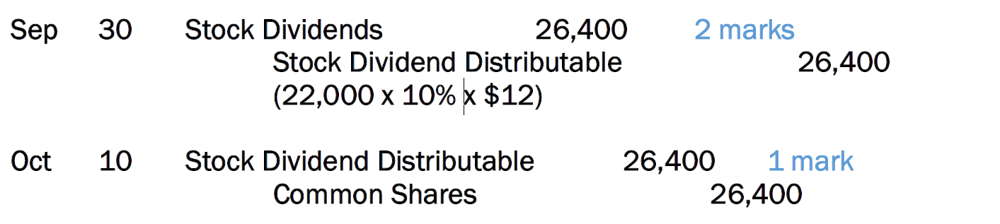 Sep 30 Stock Dividends 26,400 2 marks
Stock Dividend Distributable 26,400
(22,000 x 10% x $12)
Oct 10 Stock Dividend Distributable 26,400 1 mark
Common Shares 26,400